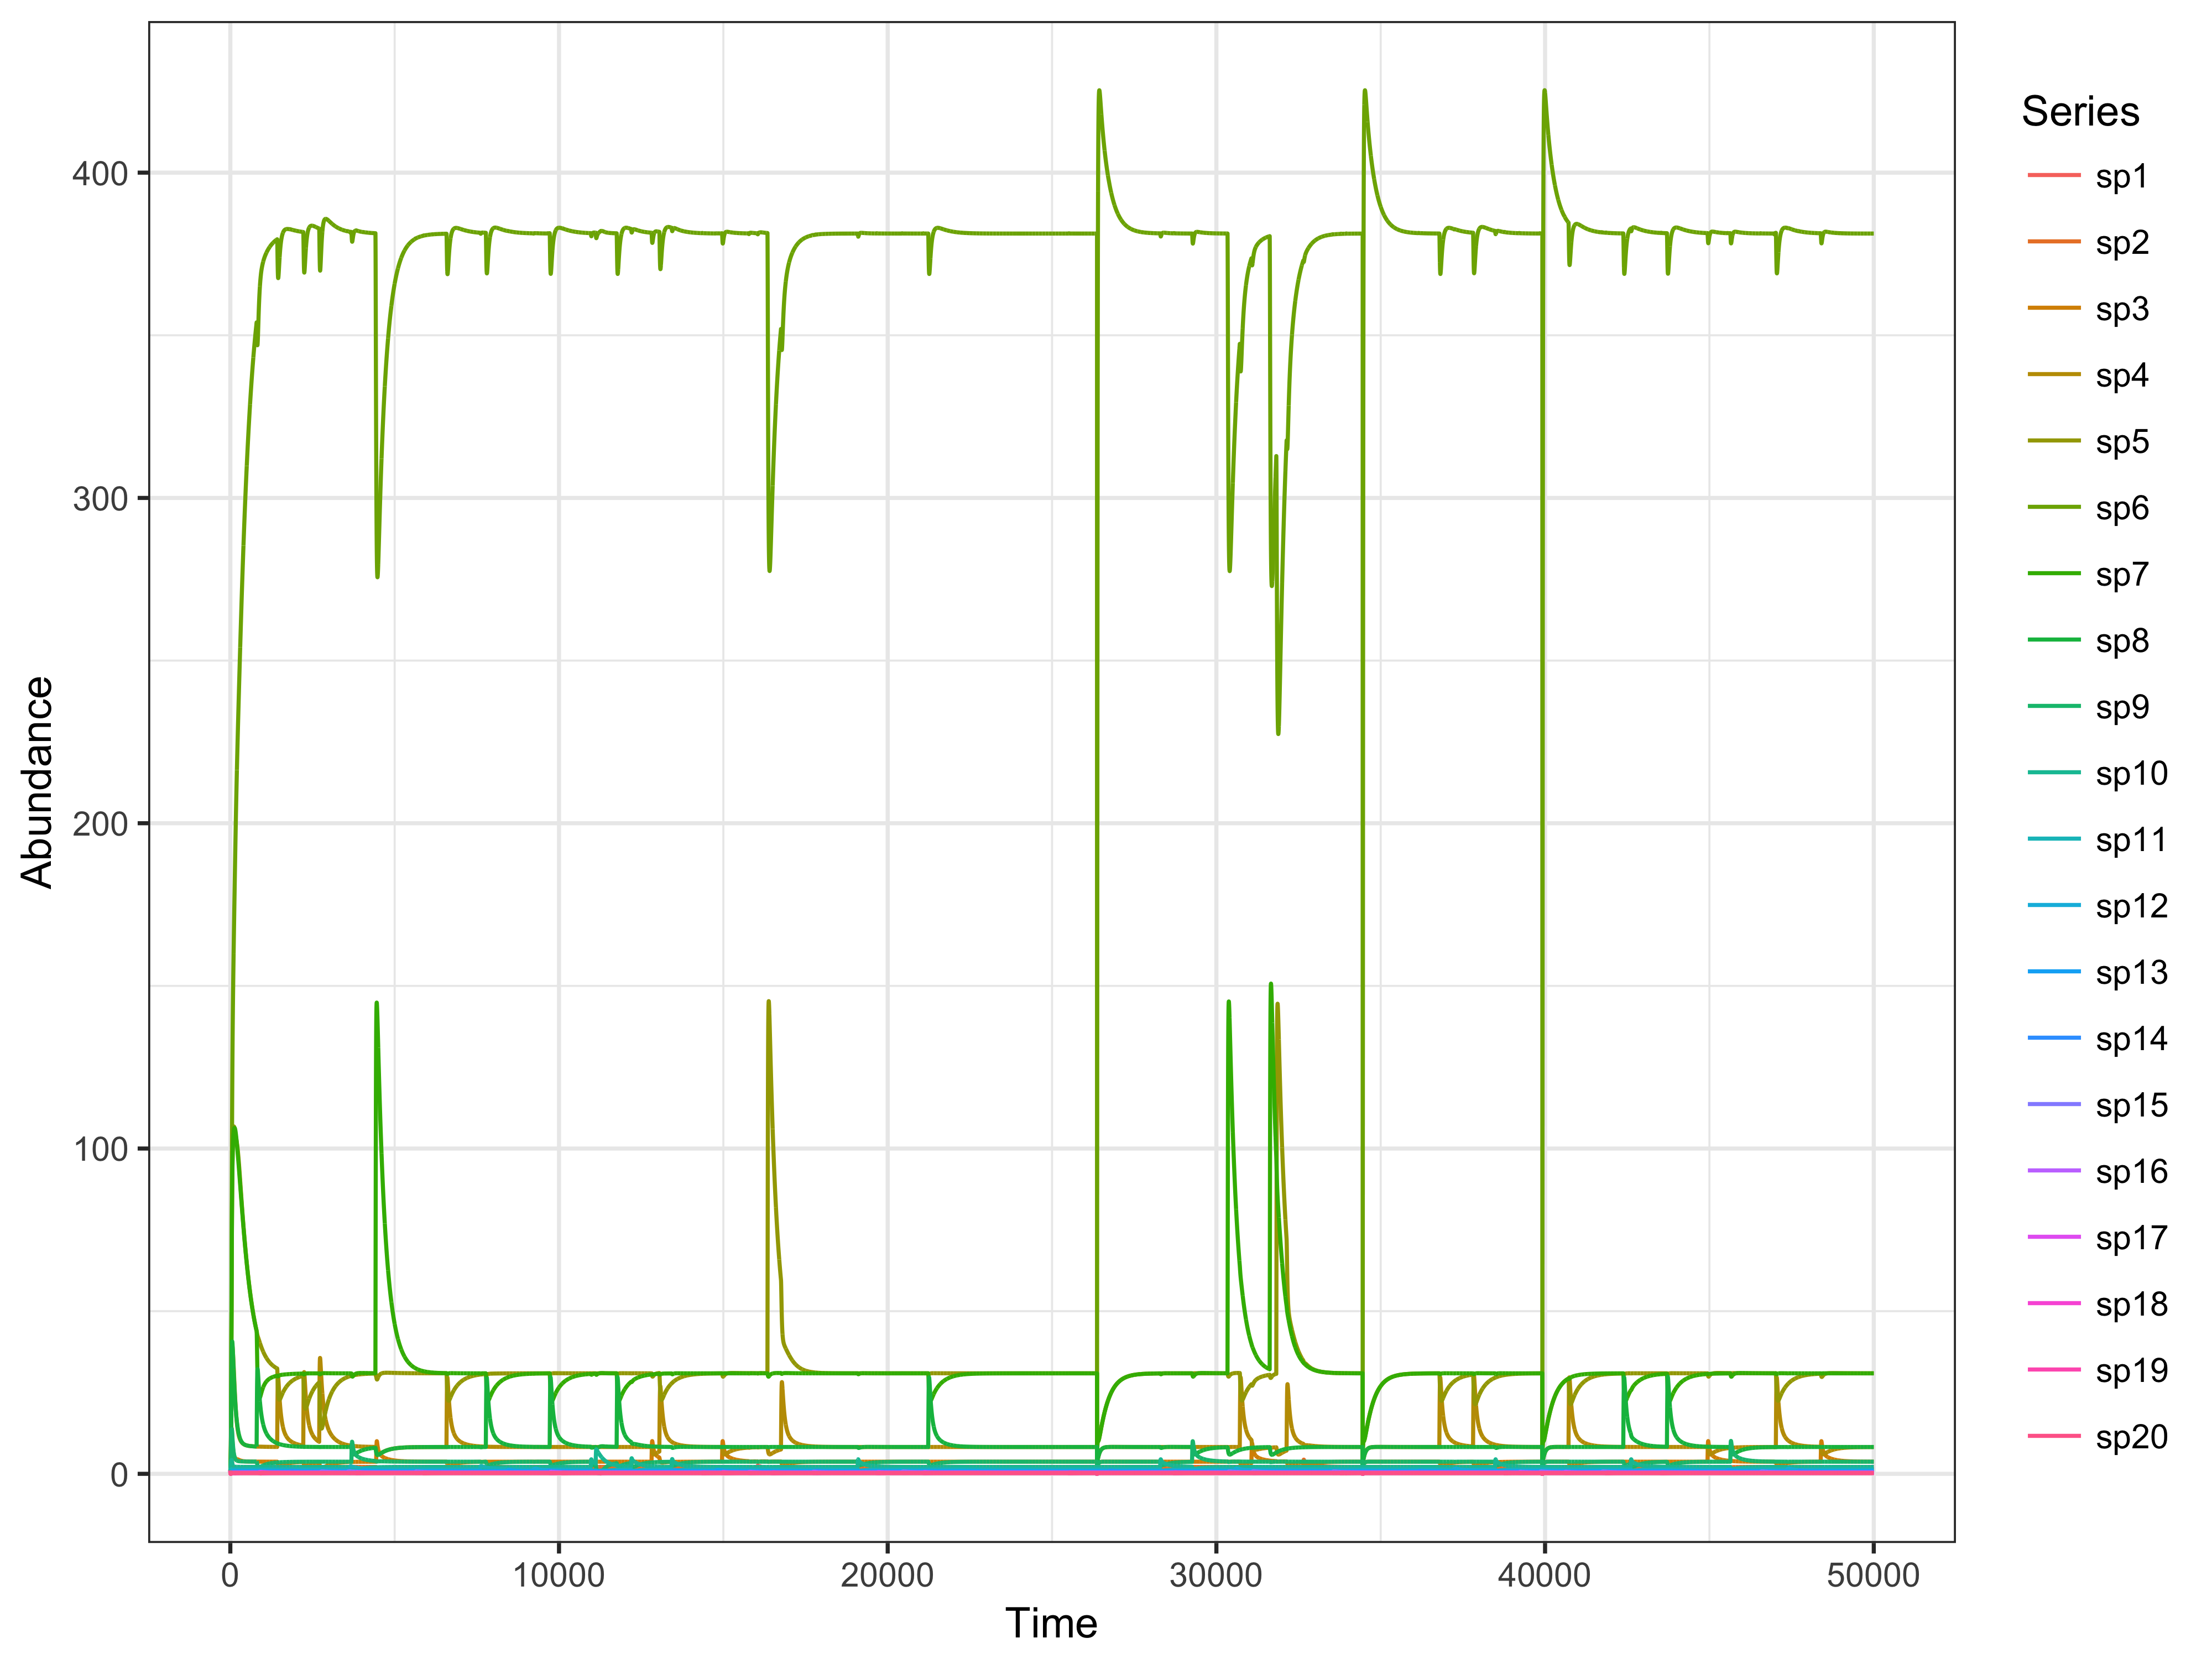 Abundance
400
300
200
100
0
0 10000 20000 30000 40000 50000
Time
Series
sp1
sp2
sp3
sp4
sp5
sp6
sp7
sp8
sp9
sp10
sp11
sp12
sp13
sp14
sp15
sp16
sp17
sp18
sp19
sp20